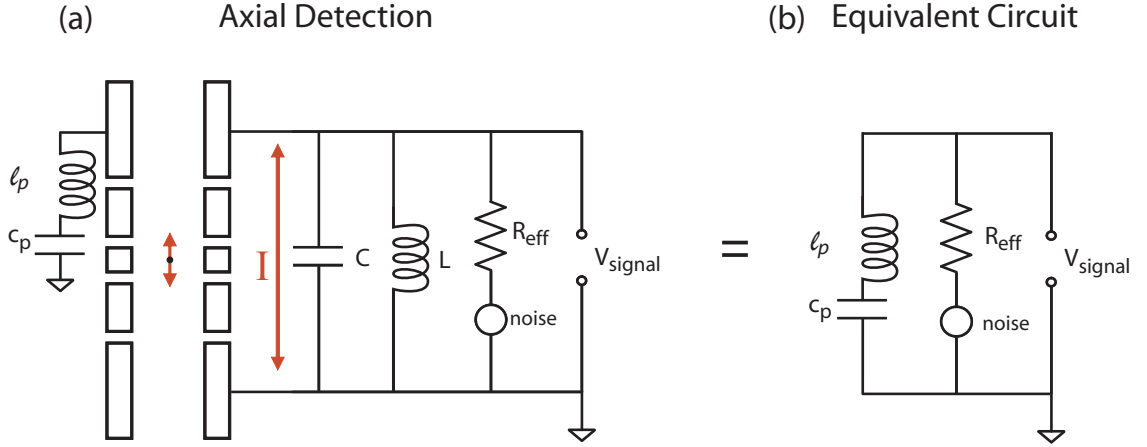 (a) Axial Detection
ℓp
cp
I
C
L
Reff
noise
Vsignal
=
(b) Equivalent Circuit
ℓp
cp
Reff
noise
Vsignal